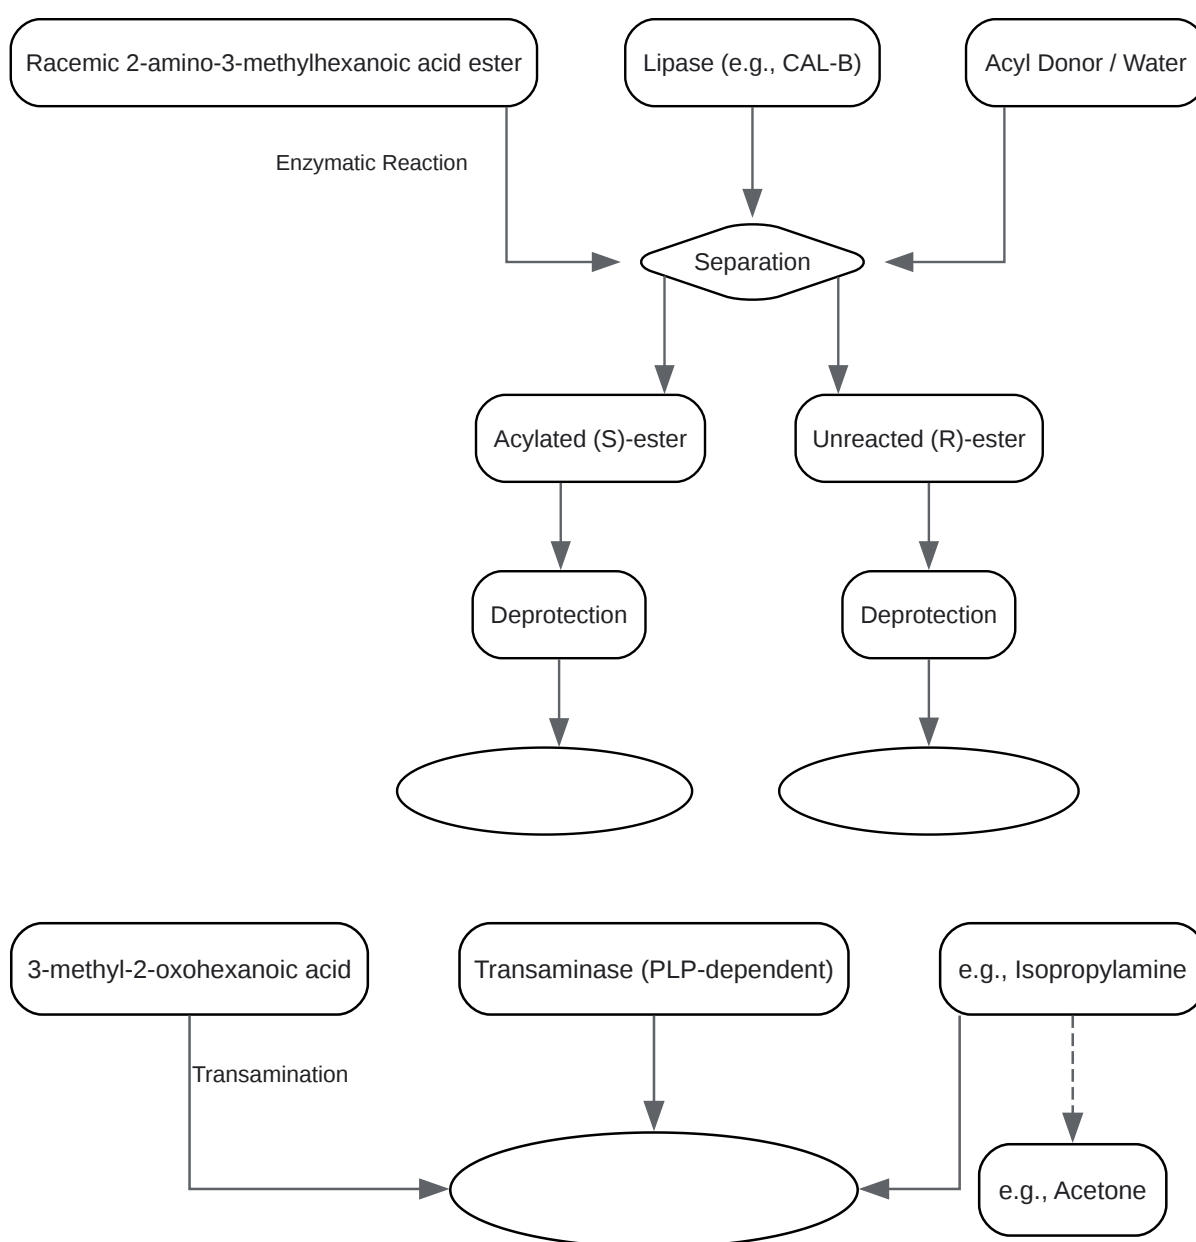 Racemic 2-amino-3-methylhexanoic acid ester
Lipase (e.g., CAL-B)
Acyl Donor / Water
Enzymatic Reaction
Separation
Acylated (S)-ester
Unreacted (R)-ester
Deprotection
Deprotection
3-methyl-2-oxohexanoic acid
Transaminase (PLP-dependent)
e.g., Isopropylamine
Transamination
e.g., Acetone